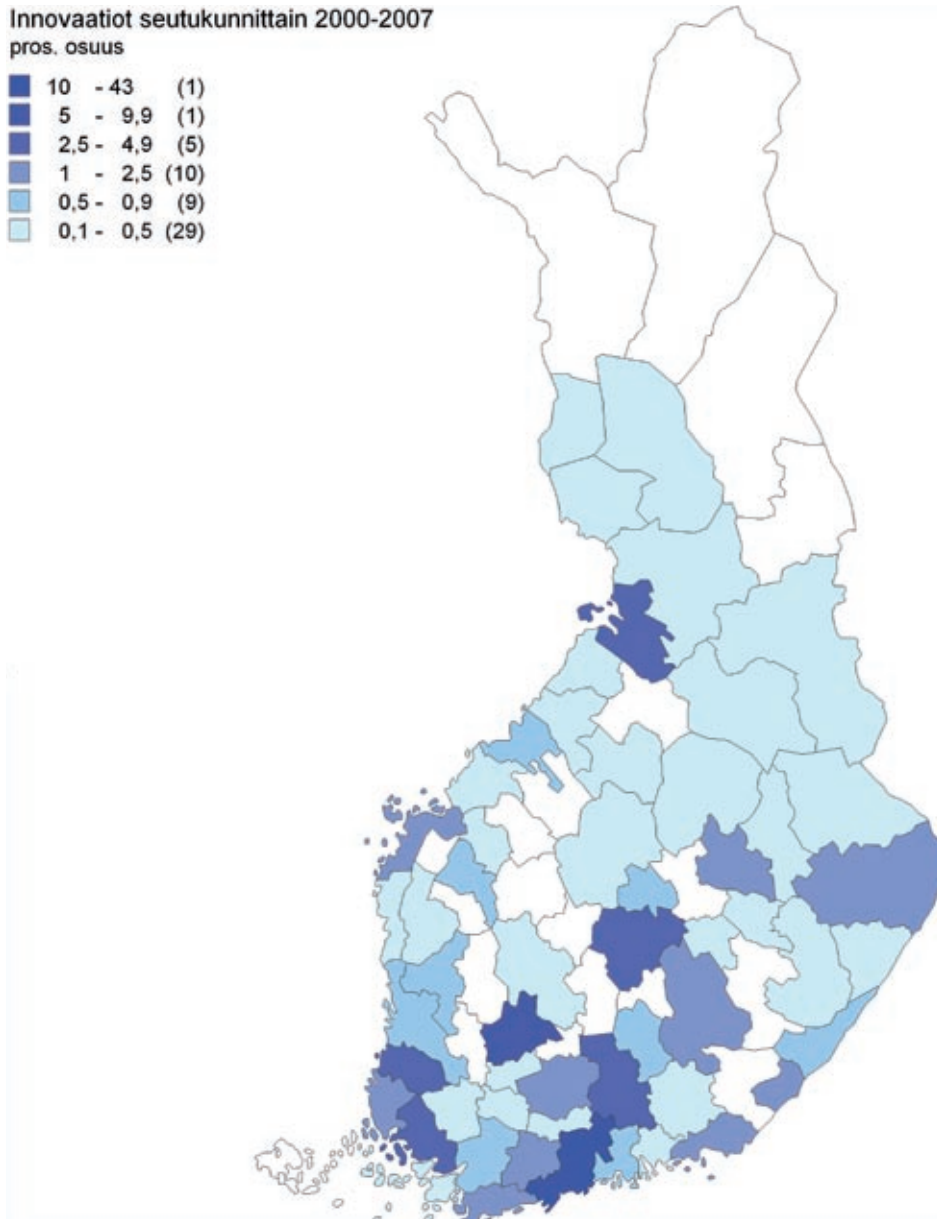 Innovaatiot seutukunnittain 2000-2007
pros. osuus
10 - 43 (1)
5 - 9,9 (1)
2,5 - 4,9 (5)
1 - 2,5 (10)
0,5 - 0,9 (9)
0,1 - 0,5 (29)